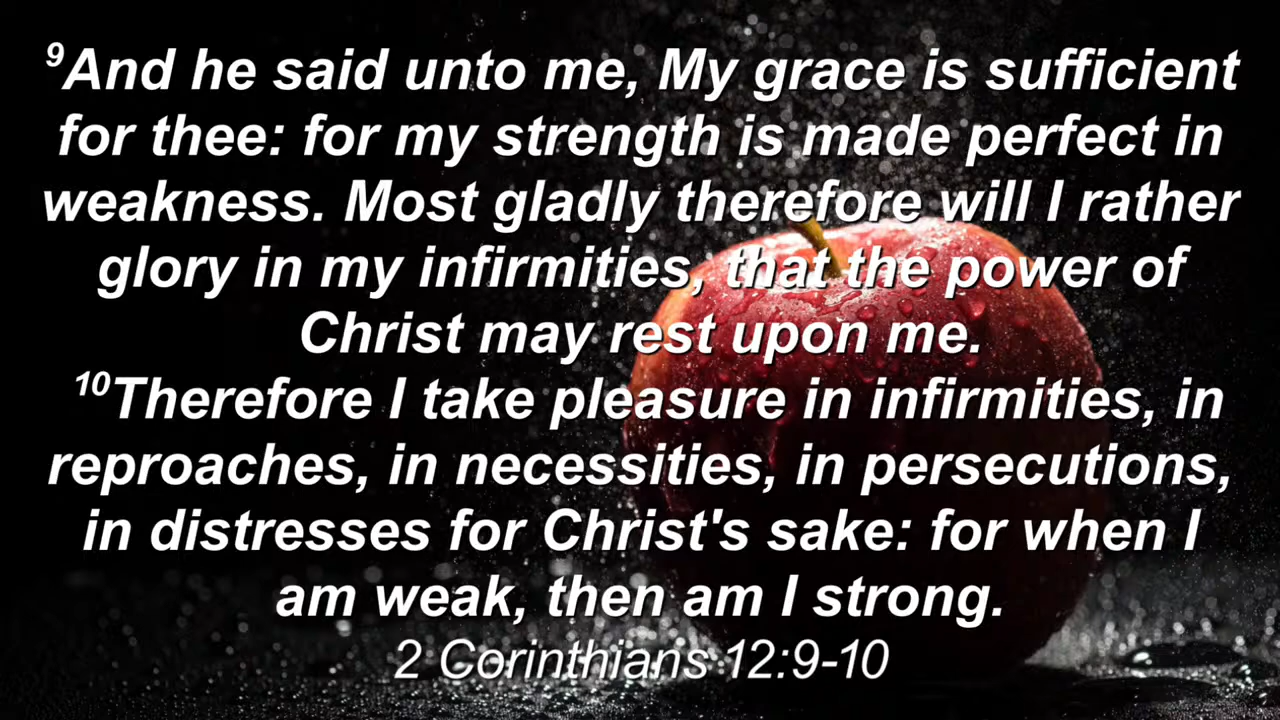 ⁹And he said unto me, My grace is sufficient
for thee: for my strength is made perfect in
weakness. Most gladly therefore will I rather
glory in my infirmities, that the power of
Christ may rest upon me.
¹⁰Therefore I take pleasure in infirmities, in
reproaches, in necessities, in persecutions,
in distresses for Christ's sake: for when I
am weak, then am I strong.
2 Corinthians 12:9-10